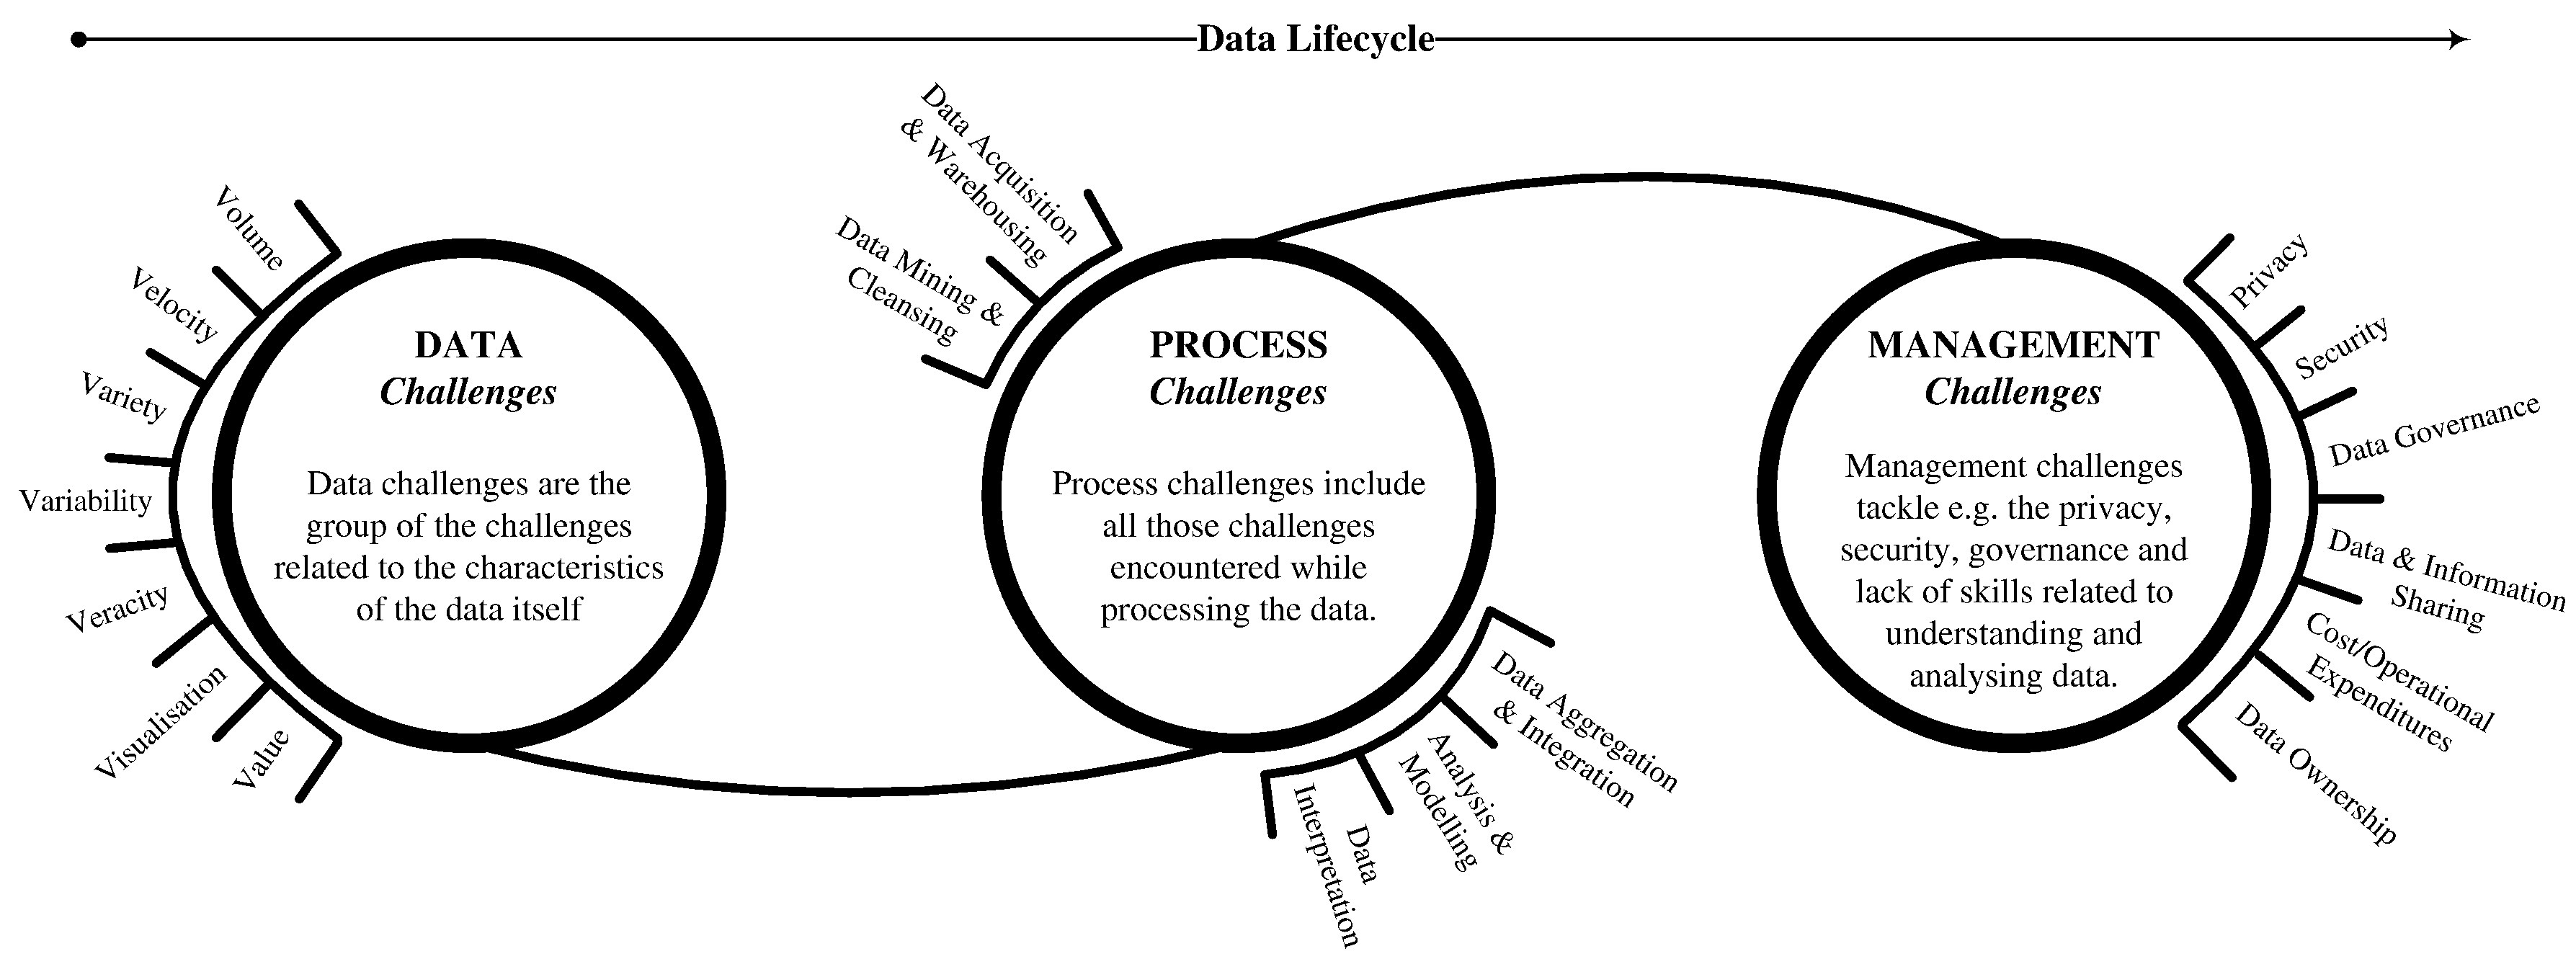 Data Lifecycle
Volume
Velocity
Variety
Variability
Veracity
Visualisation
Value
DATA
Challenges
Data challenges are the
group of the challenges
related to the characteristics
of the data itself
Data Acquisition
& Warehousing
Data Mining &
Cleansing
PROCESS
Challenges
Process challenges include
all those challenges
encountered while
processing the data.
Data Aggregation
& Integration
Analysis &
Modelling
Data
Interpretation
MANAGEMENT
Challenges
Management challenges
tackle e.g. the privacy,
security, governance and
lack of skills related to
understanding and
analysing data.
Privacy
Security
Data Governance
Data & Information
Sharing
Cost/Operational
Expenditures
Data Ownership